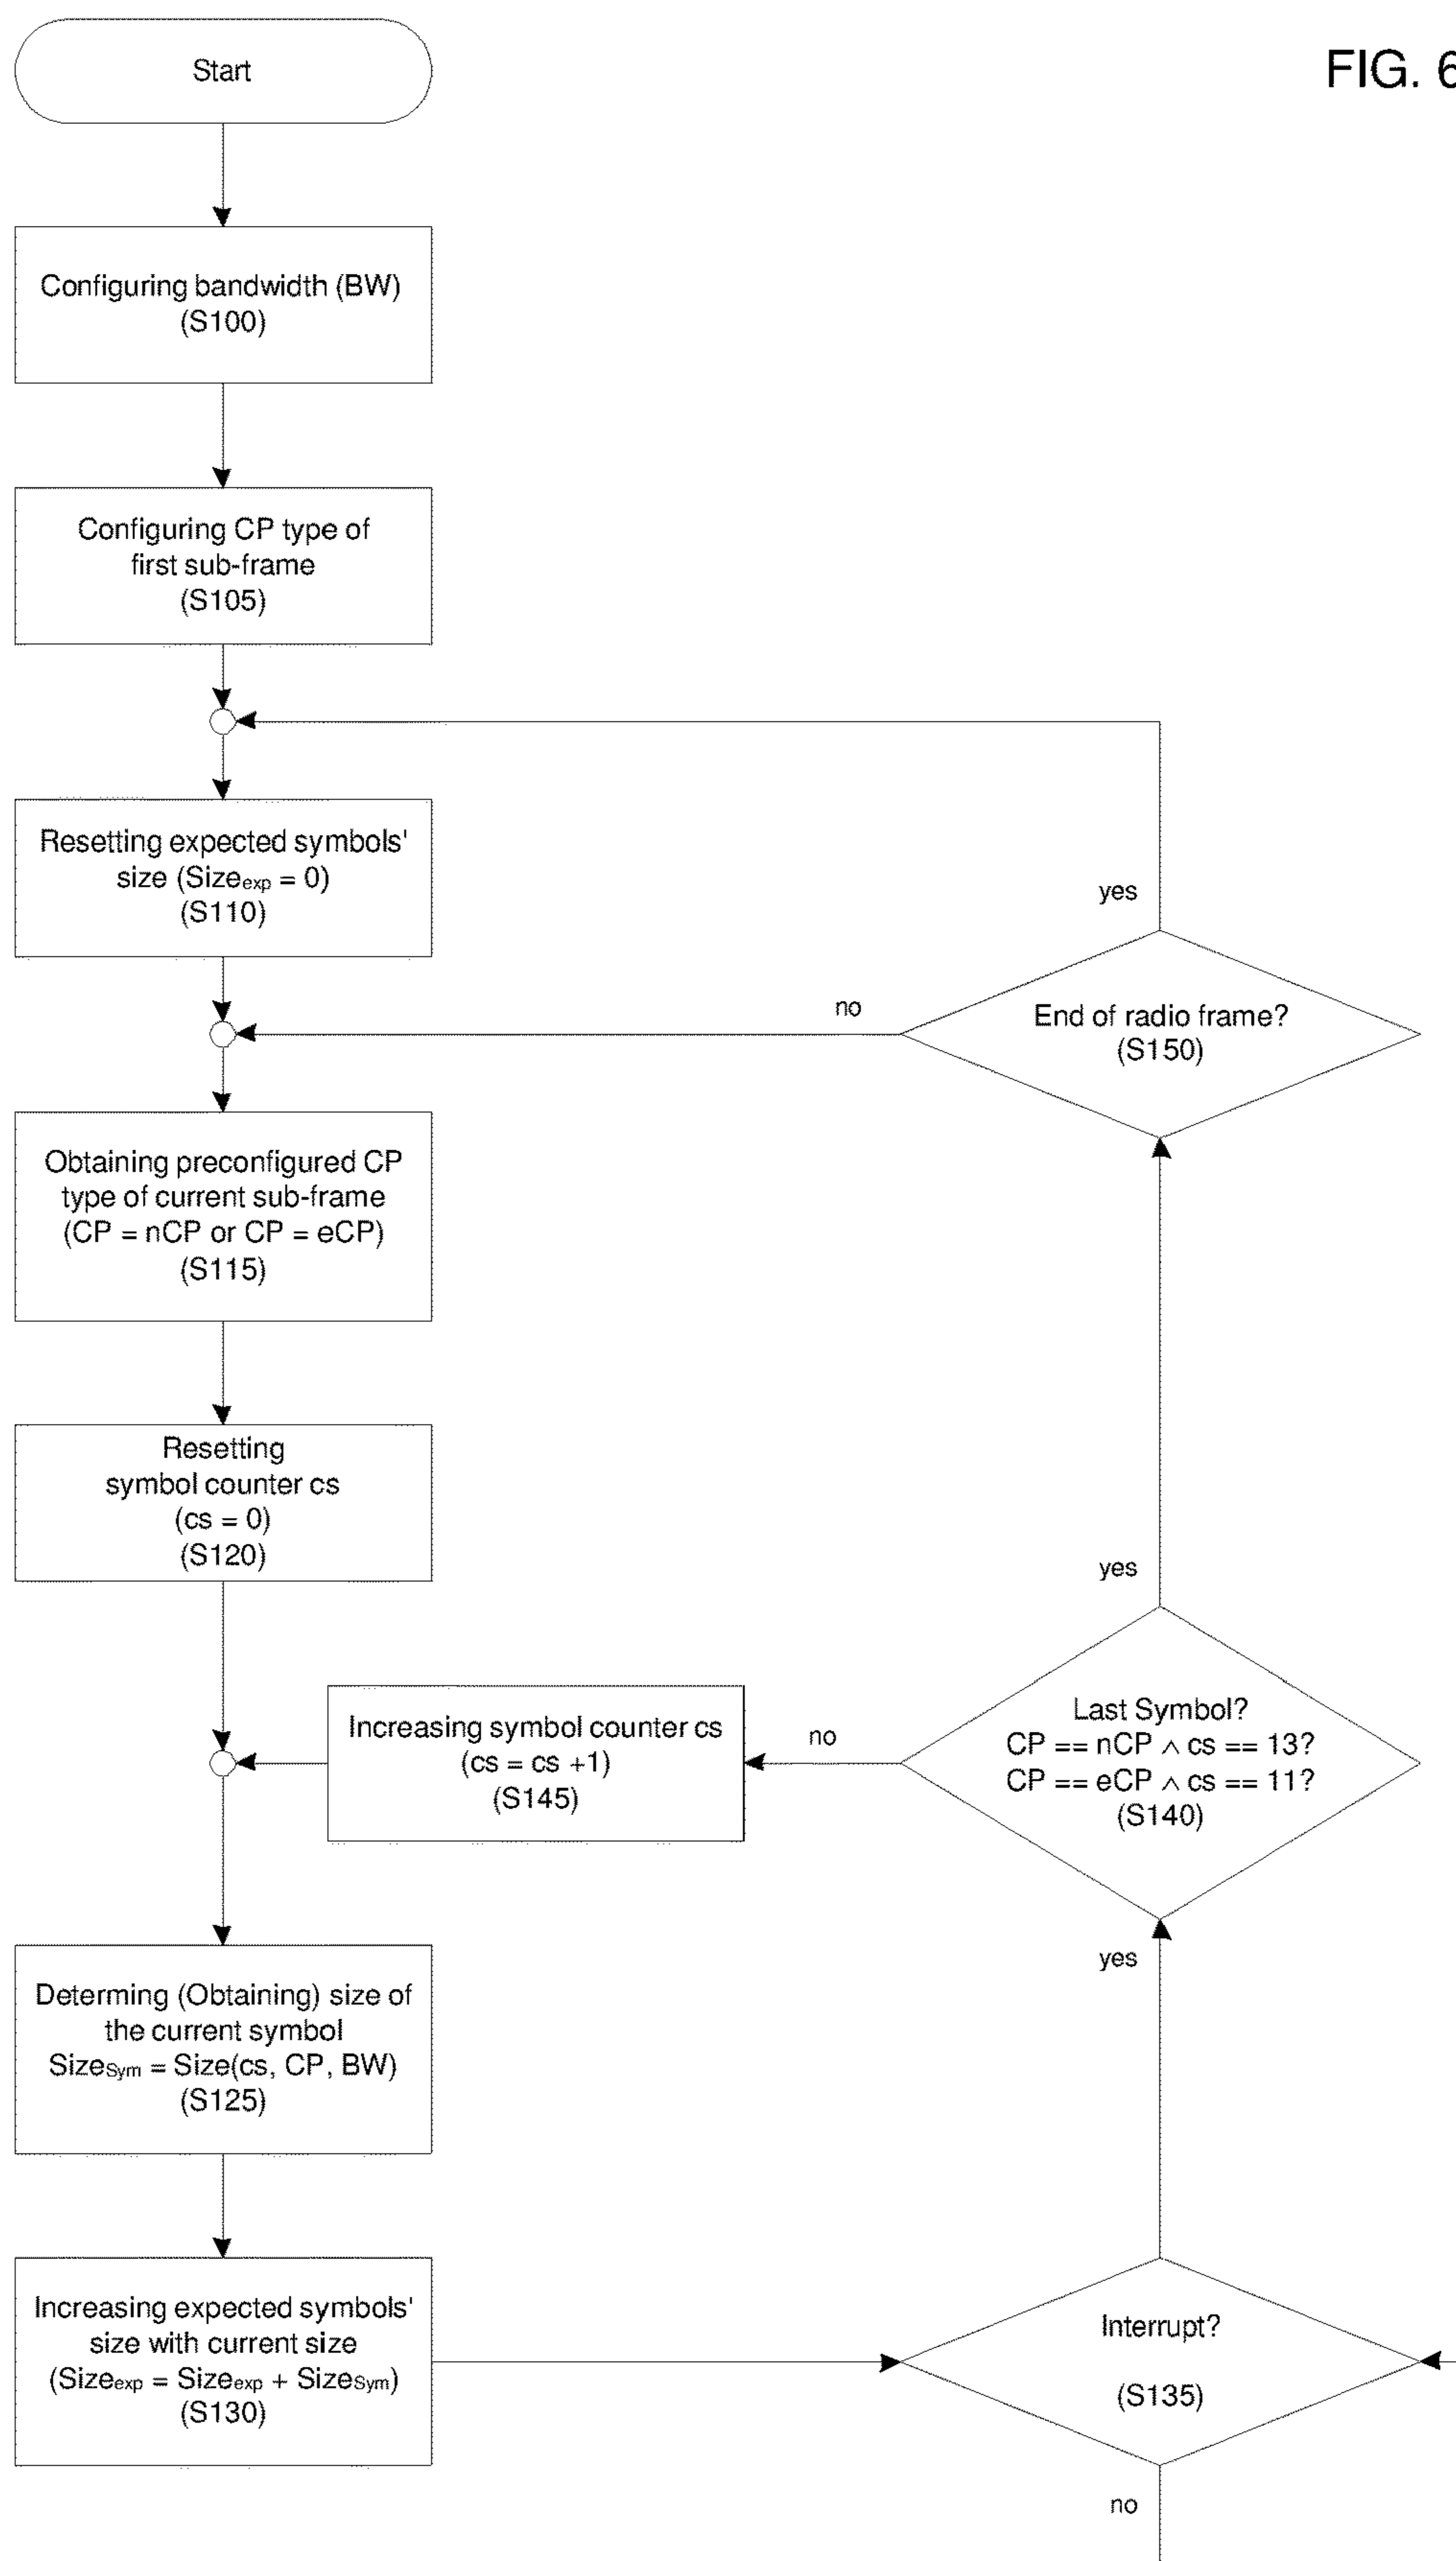 Start
FIG. 6
Configuring bandwidth (BW)
(S100)
Configuring CP type of
first sub-frame
(S105)
Resetting expected symbols'
size (Sizeexp = 0)
(S110)
yes
End of radio frame?
(S150)
no
Obtaining preconfigured CP
type of current sub-frame
(CP = nCP or CP = eCP)
(S115)
Resetting
symbol counter cs
(cs = 0)
(S120)
yes
Increasing symbol counter cs
(cs = cs +1)
(S145)
no
Last Symbol?
CP == nCP ∧ cs == 13?
CP == eCP ∧ cs == 11?
(S140)
yes
Determing (Obtaining) size of
the current symbol
SizeSym = Size(cs, CP, BW)
(S125)
Increasing expected symbols'
size with current size
(Sizeexp = Sizeexp + SizeSym)
(S130)
Interrupt?
(S135)
no